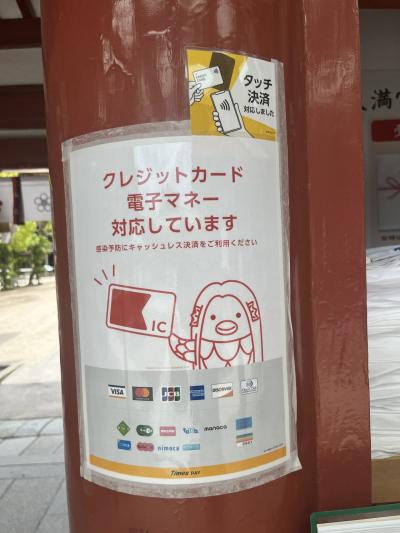 タッチ
決済
対応しました
クレジットカード
電子マネー
対応しています
感染予防にキャッシュレス決済をご利用ください
IC
VISA
mastercard
JCB
DISCOVER
manaca
nimoca
Times PAY
満